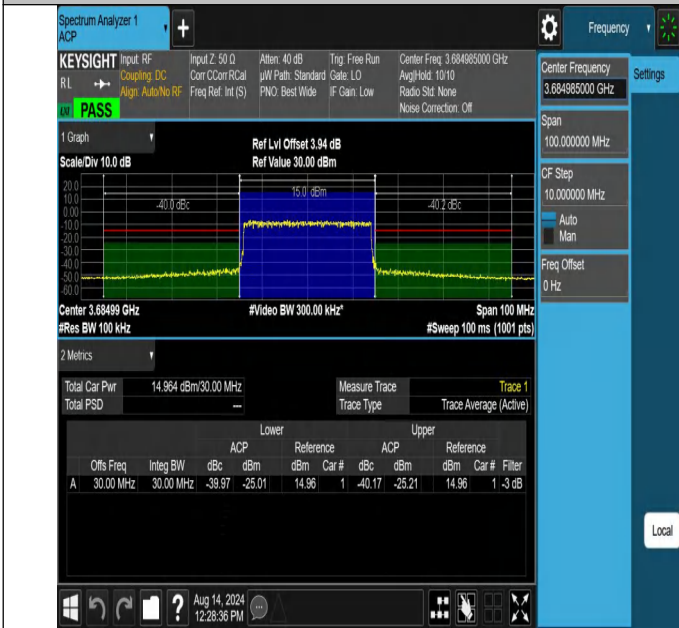 Spectrum Analyzer 1
ACP
Frequency
KEYSIGHT
Input: RF
Coupling: DC
Align: Auto/No RF
Input Z: 50 Ω
Corr CCorr RCal
Freq Ref: Int (S)
Atten: 40 dB
µW Path: Standard
PNO: Best Wide
Trig: Free Run
Gate: LO
IF Gain: Low
Center Freq: 3.684985000 GHz
Avg|Hold: 10/10
Radio Std: None
Noise Correction: Off
RL
PASS
Center Frequency
3.684985000 GHz
Settings
Span
100.000000 MHz
CF Step
10.000000 MHz
Auto
Man
Freq Offset
0 Hz
1 Graph
Scale/Div 10.0 dB
Ref Lvl Offset 3.94 dB
Ref Value 30.00 dBm
20.0
10.0
0.00
-10.0
-20.0
-30.0
-40.0
-50.0
-60.0
-40.0 dBc
15.0 dBm
-40.2 dBc
Center 3.68499 GHz
#Video BW 300.00 kHz*
Span 100 MHz
#Res BW 100 kHz
#Sweep 100 ms (1001 pts)
2 Metrics
Total Car Pwr 14.964 dBm/30.00 MHz
Measure Trace Trace 1
Total PSD ---
Trace Type Trace Average (Active)
Lower Upper
ACP Reference ACP Reference
Offs Freq Integ BW dBc dBm dBm Car # dBc dBm dBm Car # Filter
A 30.00 MHz 30.00 MHz -39.97 -25.01 14.96 1 -40.17 -25.21 14.96 1 -3 dB
Local
?
Aug 14, 2024
12:28:36 PM